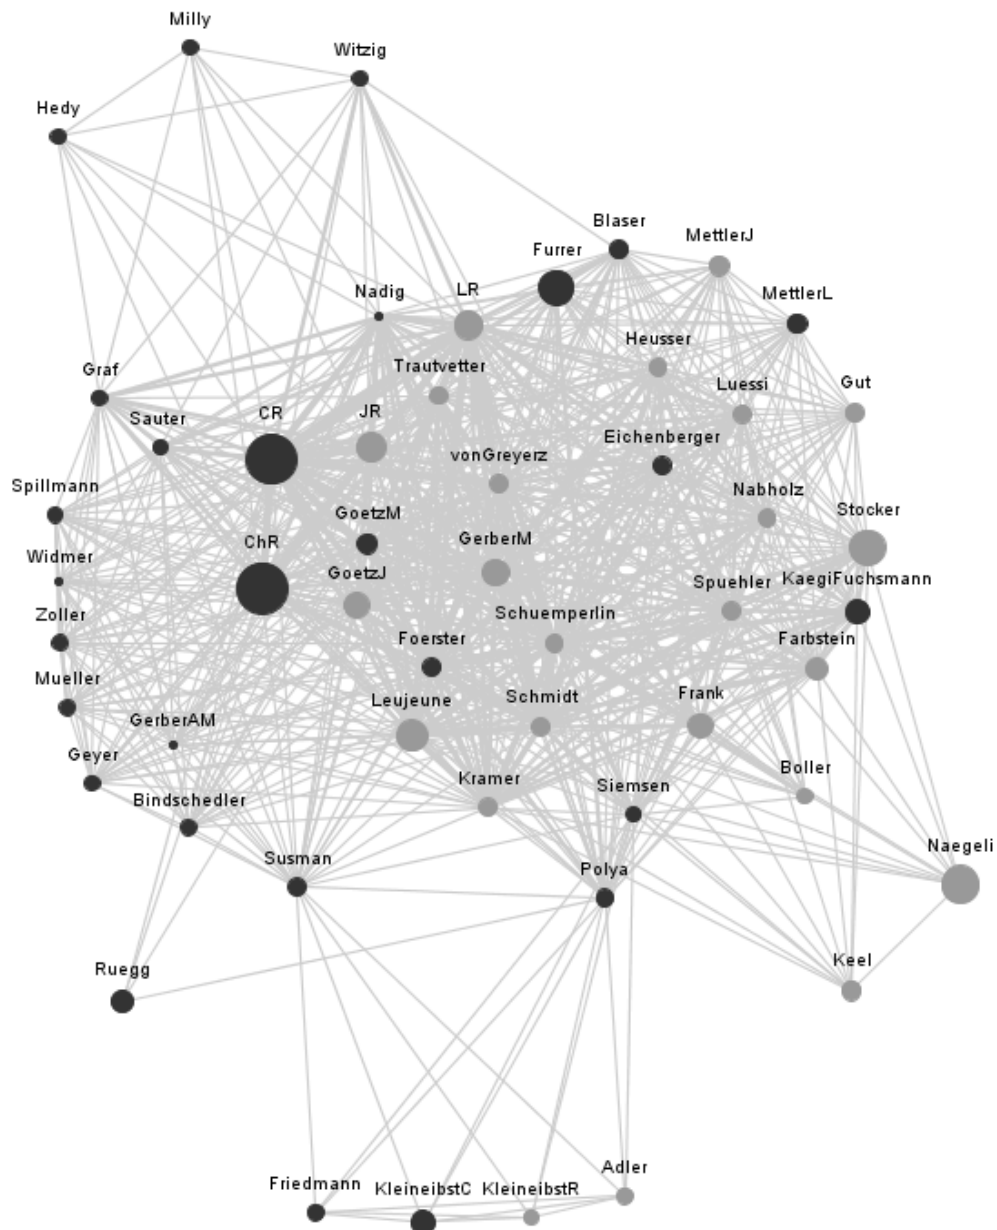 Milly
Witzig
Hedy
Blaser
MettlerJ
Furrer
Nadig
LR
MettlerL
Heusser
Trautvetter
Graf
Luessi
Gut
CR
JR
Sauter
Eichenberger
vonGreyerz
Spillmann
Nabholz
GoetzM
Stocker
Widmer
ChR
GerberM
GoetzJ
Spuehler
KaegiFuchsmann
Zoller
Schuemperlin
Foerster
Farbstein
Mueller
Leujeune
Schmidt
Frank
GerberAM
Geyer
Kramer
Siemsen
Boller
Bindschedler
Naegeli
Susman
Polya
Ruegg
Keel
Adler
Friedmann
KleineibstC
KleineibstR